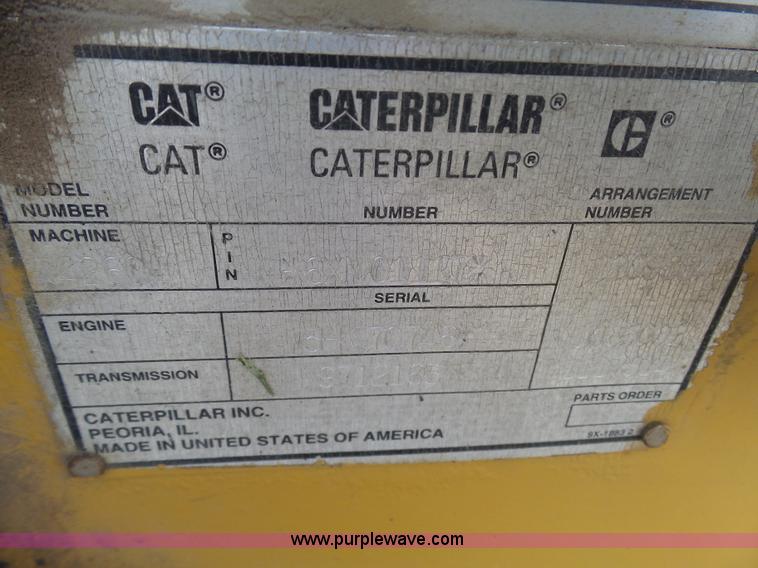 CAT® CATERPILLAR® C®
CAT® CATERPILLAR®
MODEL NUMBER NUMBER ARRANGEMENT NUMBER
MACHINE PIN
SERIAL
ENGINE
TRANSMISSION
PARTS ORDER
CATERPILLAR INC.
PEORIA, IL.
MADE IN UNITED STATES OF AMERICA
www.purplewave.com